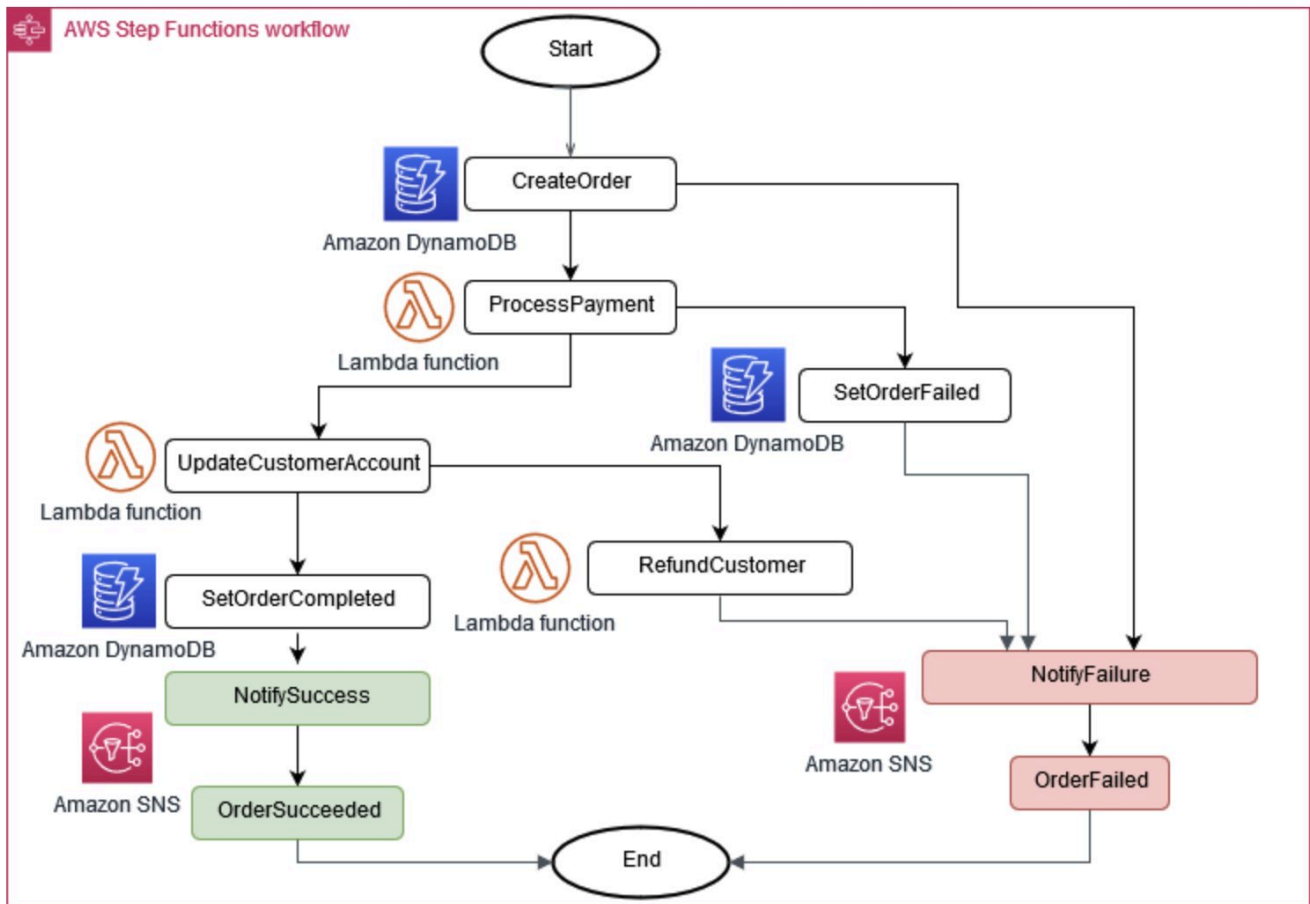 AWS Step Functions workflow
Start
CreateOrder
Amazon DynamoDB
ProcessPayment
Lambda function
SetOrderFailed
Amazon DynamoDB
UpdateCustomerAccount
Lambda function
RefundCustomer
Lambda function
SetOrderCompleted
Amazon DynamoDB
NotifySuccess
Amazon SNS
NotifyFailure
Amazon SNS
OrderSucceeded
OrderFailed
End